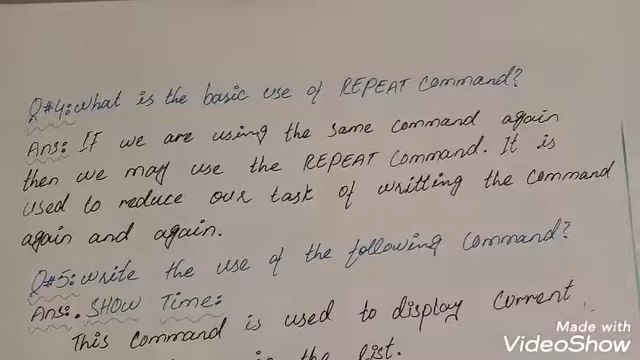 Q#4: What is the basic use of REPEAT Command?
Ans: If we are using the same command again
then we may use the REPEAT Command. It is
used to reduce our task of writting the command
again and again.
Q#5: Write the use of the following Command?
Ans: . SHOW Time:
This Command is used to display current
in the list.
Made with
VideoShow